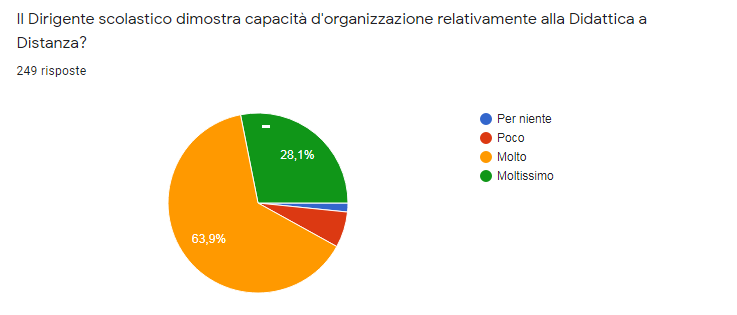 Il Dirigente scolastico dimostra capacità d'organizzazione relativamente alla Didattica a
Distanza?
249 risposte
28,1%
63,9%
Per niente
Poco
Molto
Moltissimo